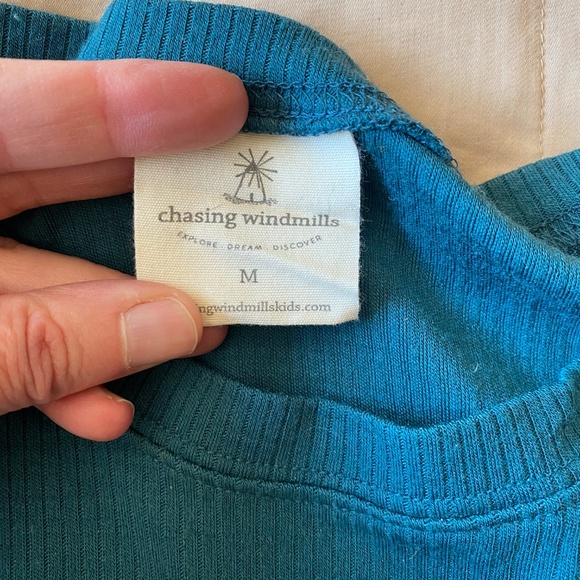 chasing windmills
EXPLORE . DREAM . DISCOVER
M
ngwindmillskids.com